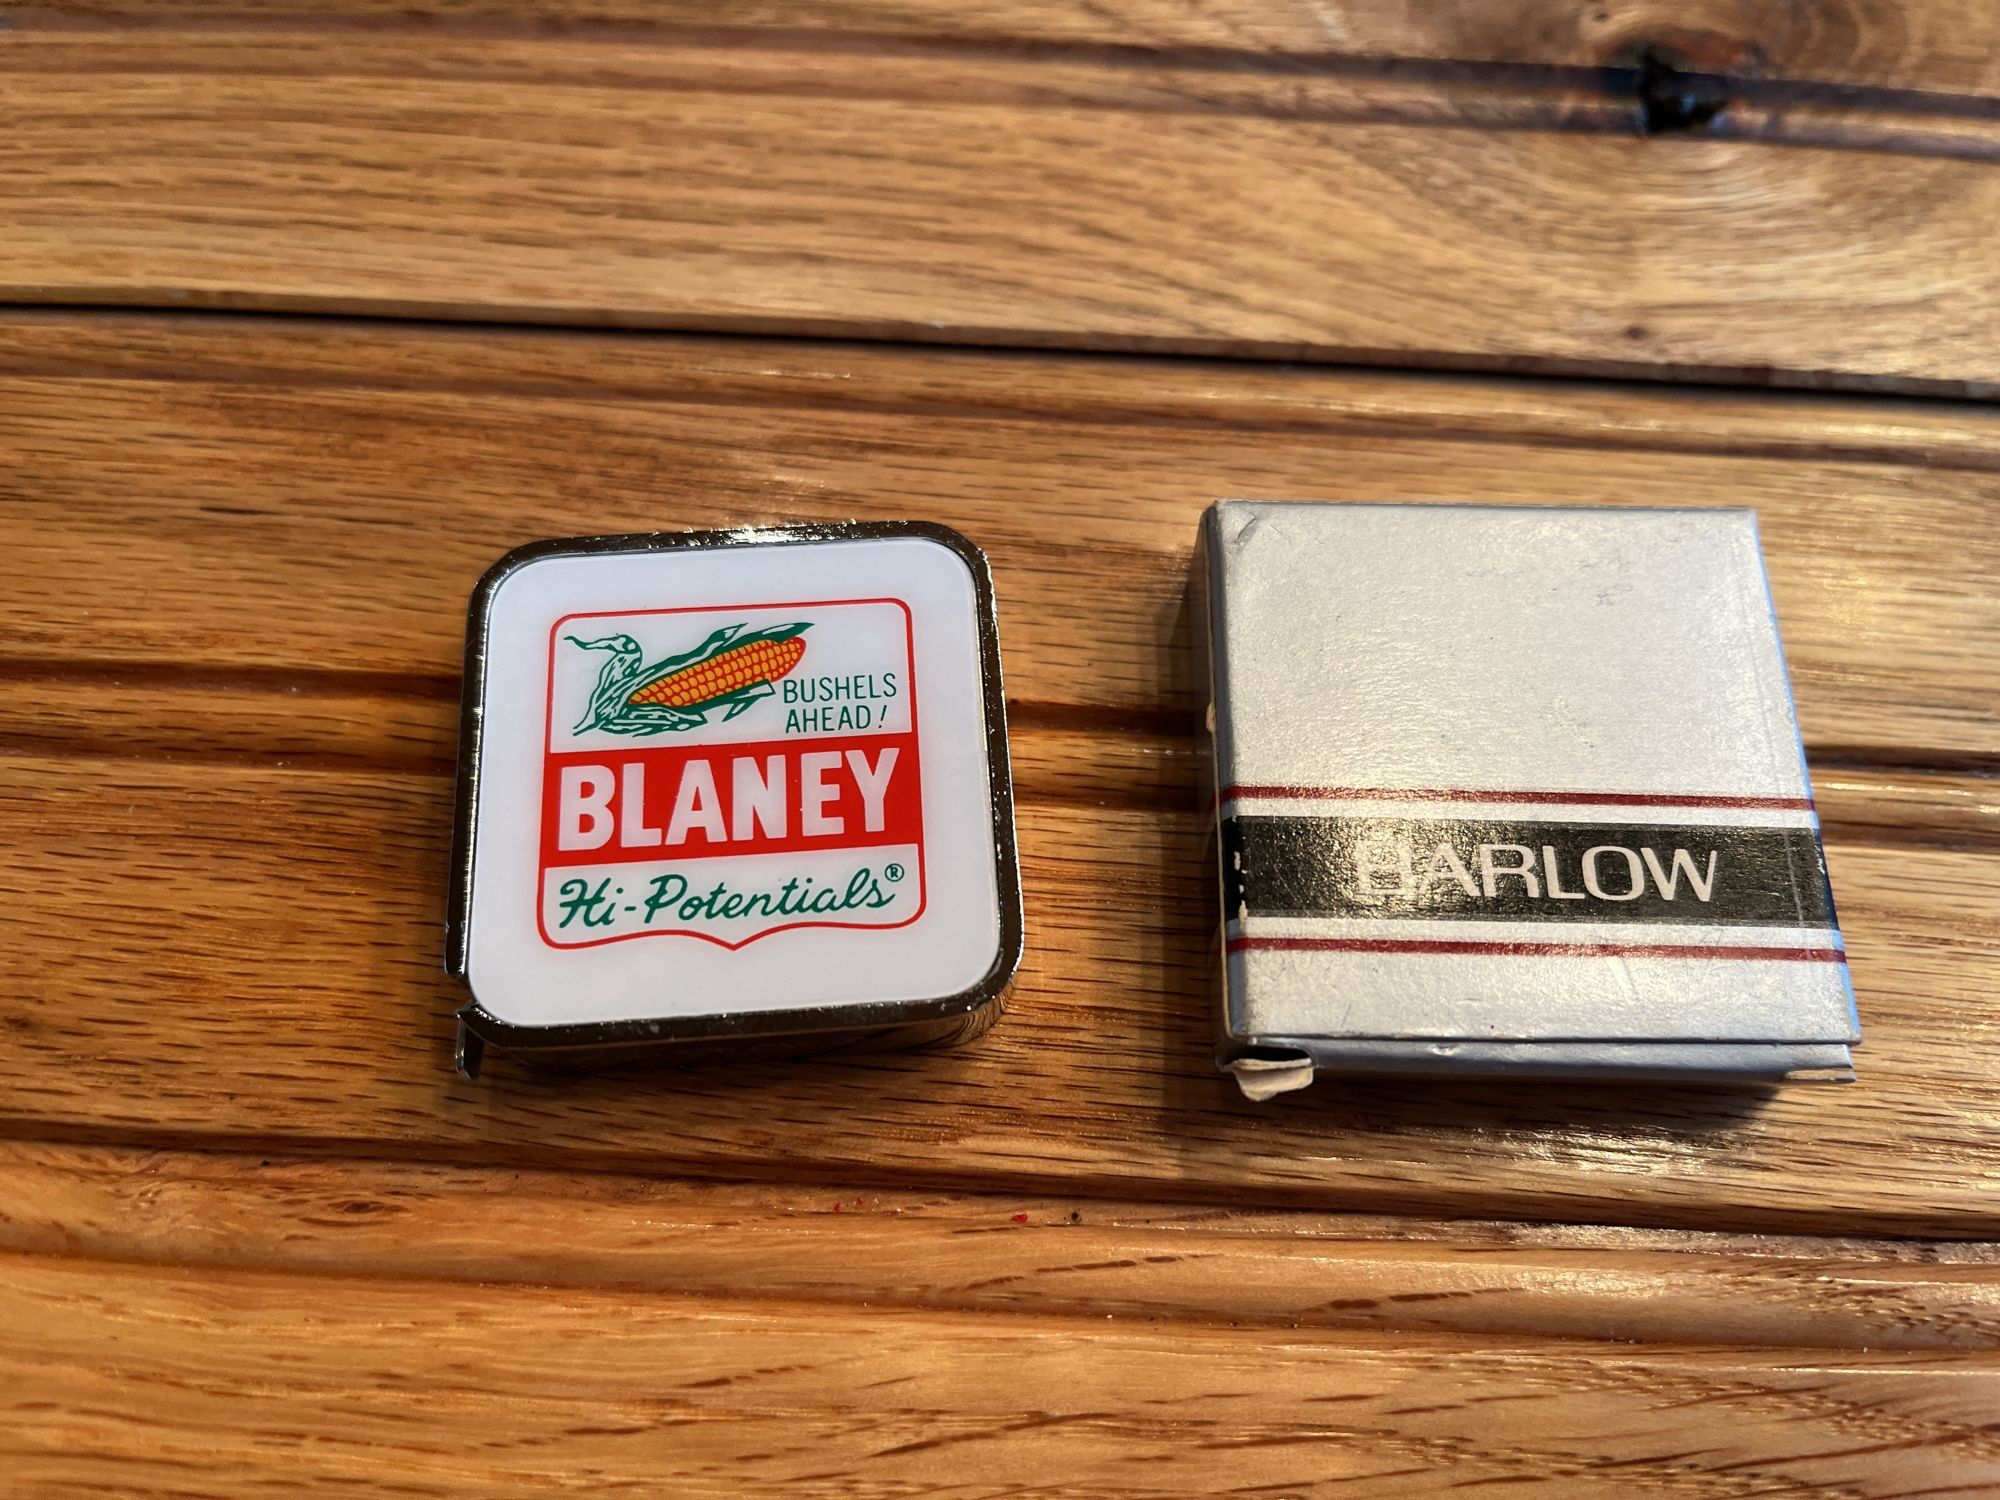 BUSHELS
AHEAD!
BLANEY
Hi-Potentials®
BARLOW